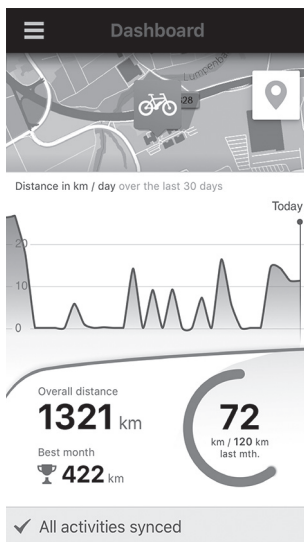 Dashboard
Lumpenb
28
Distance in km / day over the last 30 days
Today
20
10
0
Overall distance
1321 km
Best month
422 km
72
km / 120 km
last mth.
All activities synced